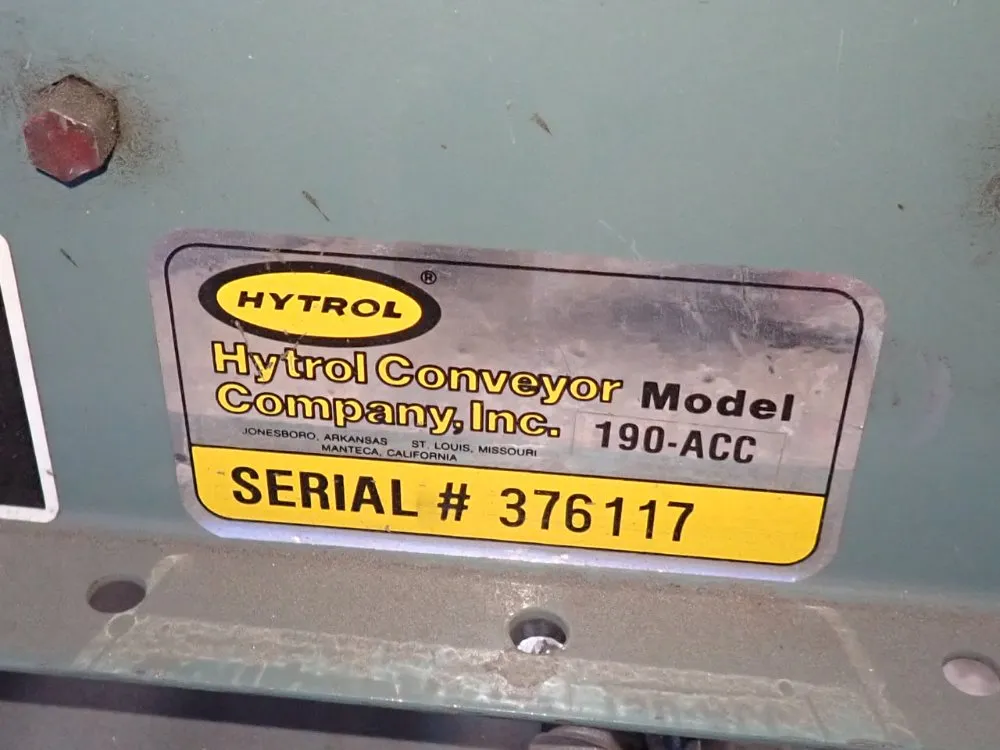 HYTROL ®
Hytrol Conveyor
Company, Inc.
JONESBORO, ARKANSAS ST. LOUIS, MISSOURI
MANTECA, CALIFORNIA
Model
190-ACC
SERIAL # 376117